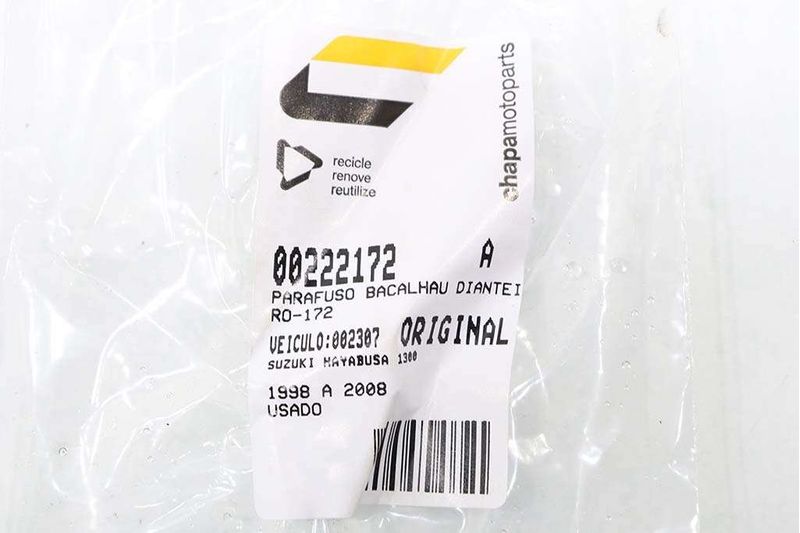 chapamotoparts
recicle
renove
reutilize
00222172 A
PARAFUSO BACALHAU DIANTEI
RO-172
VEICULO:002307 ORIGINAL
SUZUKI HAYABUSA 1300
1998 A 2008
USADO